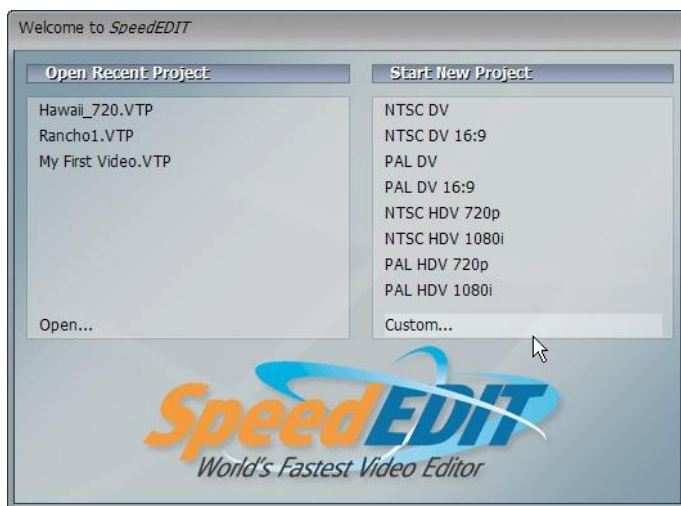 Welcome to SpeedEDIT
Open Recent Project
Hawaii_720.VTP
Rancho1.VTP
My First Video.VTP
Open...
Start New Project
NTSC DV
NTSC DV 16:9
PAL DV
PAL DV 16:9
NTSC HDV 720p
NTSC HDV 1080i
PAL HDV 720p
PAL HDV 1080i
Custom...
SpeedEDIT
World's Fastest Video Editor